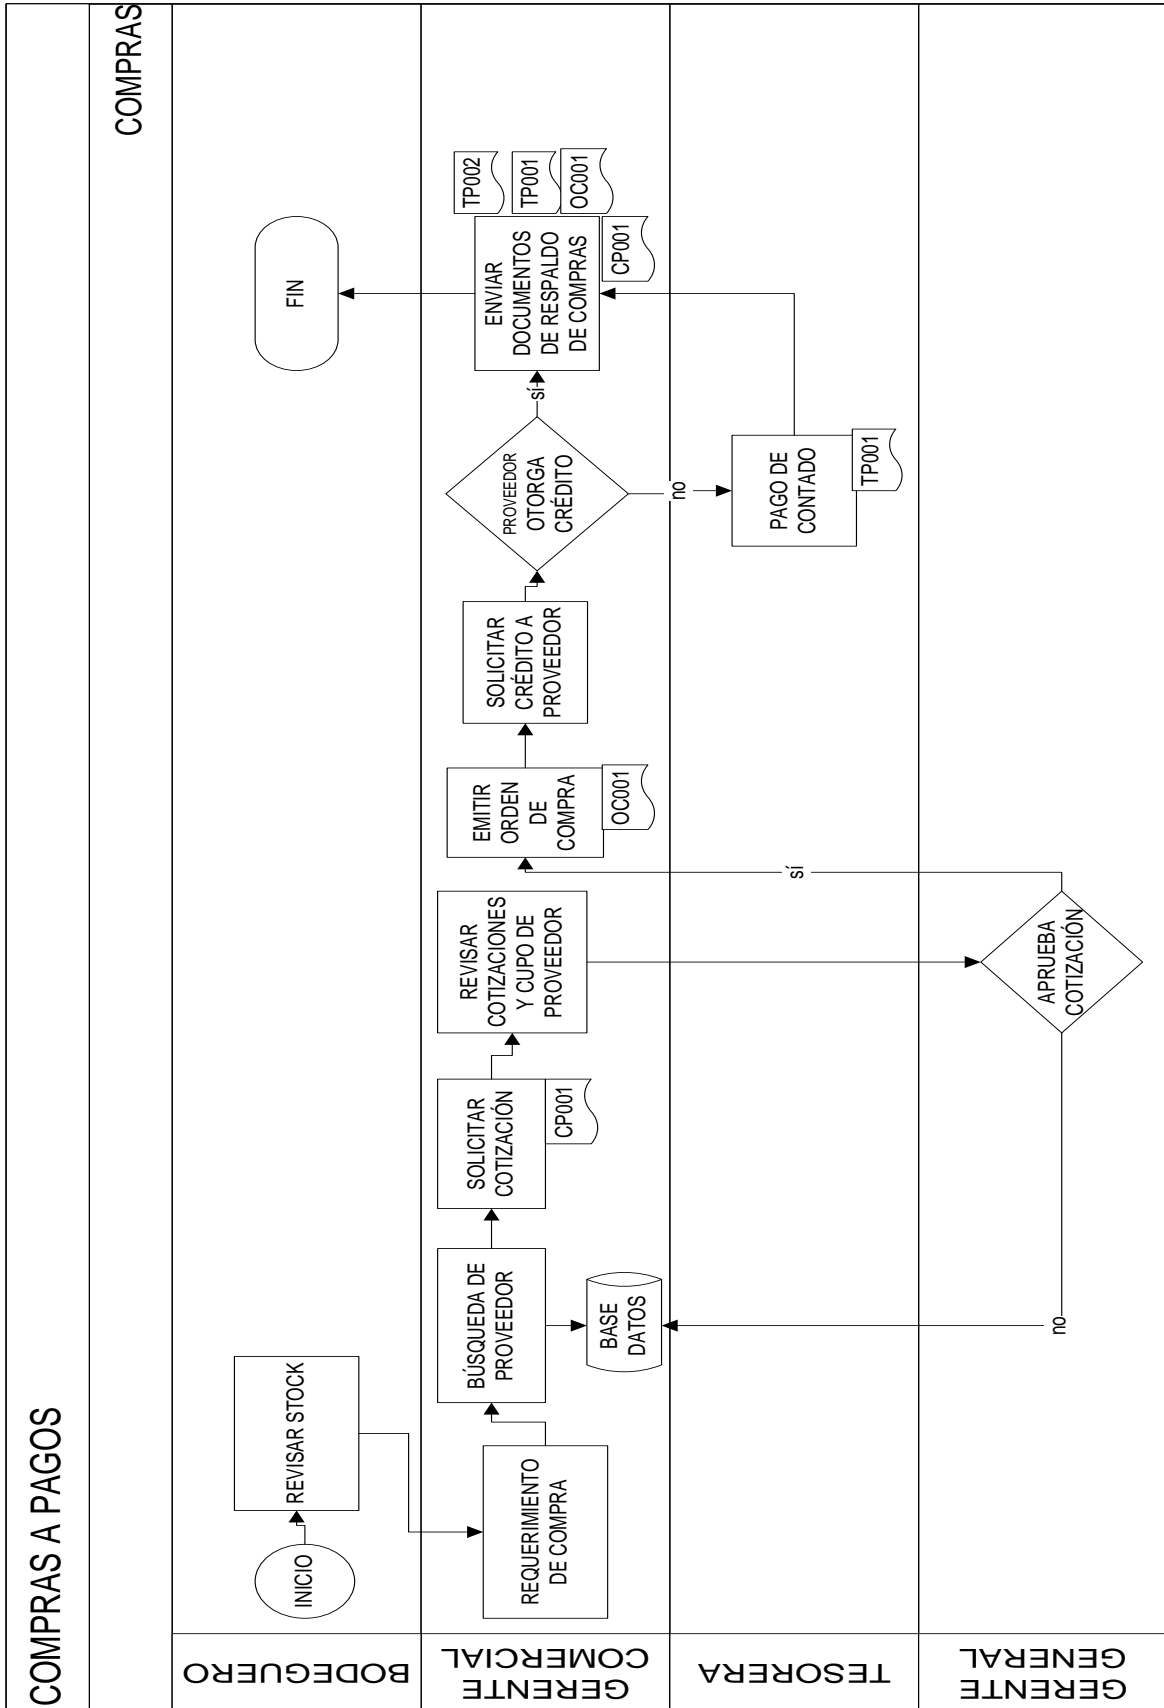 COMPRAS A PAGOS
COMPRAS
BODEGUERO
INICIO
REVISAR STOCK
FIN
GERENTE
COMERCIAL
REQUERIMIENTO
DE COMPRA
BÚSQUEDA DE
PROVEEDOR
BASE
DATOS
SOLICITAR
COTIZACIÓN
CP001
REVISAR
COTIZACIONES
Y CUPO DE
PROVEEDOR
EMITIR
ORDEN
DE
COMPRA
OC001
SOLICITAR
CRÉDITO A
PROVEEDOR
PROVEEDOR
OTORGA
CRÉDITO
sí
no
ENVIAR
DOCUMENTOS
DE RESPALDO
DE COMPRAS
TP002
TP001
OC001
CP001
TESORERA
sí
PAGO DE
CONTADO
TP001
GERENTE
GENERAL
no
APRUEBA
COTIZACIÓN